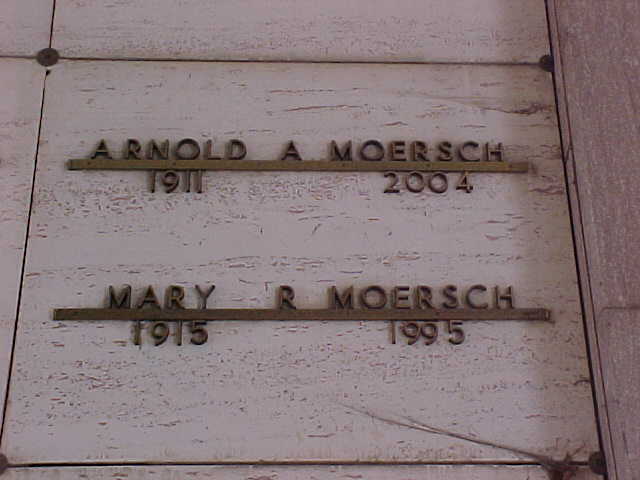 ARNOLD A MOERSCH
1911 2004
MARY R MOERSCH
1915 1995